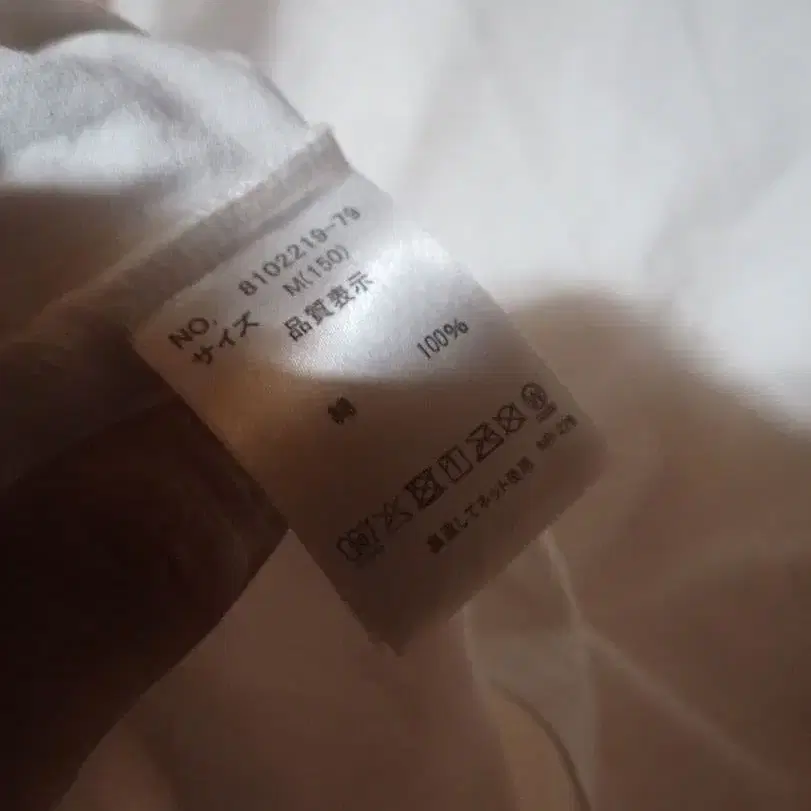 NO. 8102219-79
サイズ M(150)
品質表示
綿 100%
裏返してネット使用